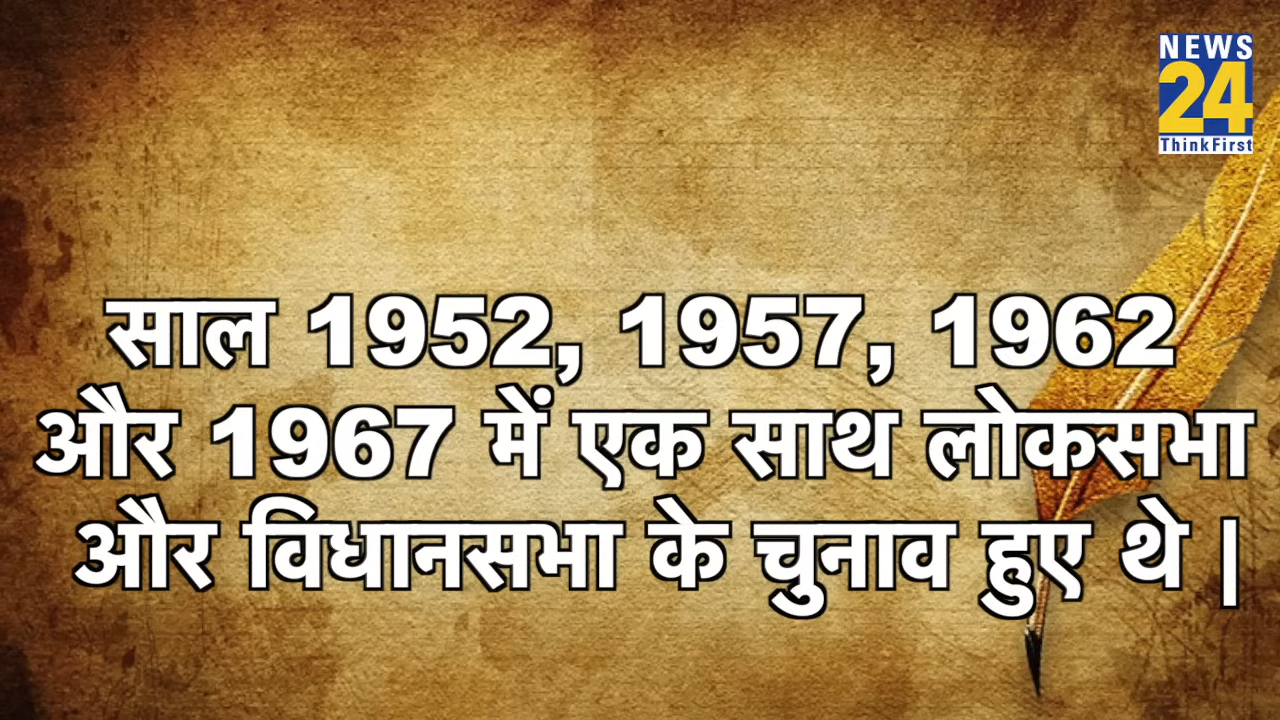 NEWS
24
ThinkFirst
साल 1952, 1957, 1962
और 1967 में एक साथ लोकसभा
और विधानसभा के चुनाव हुए थे |